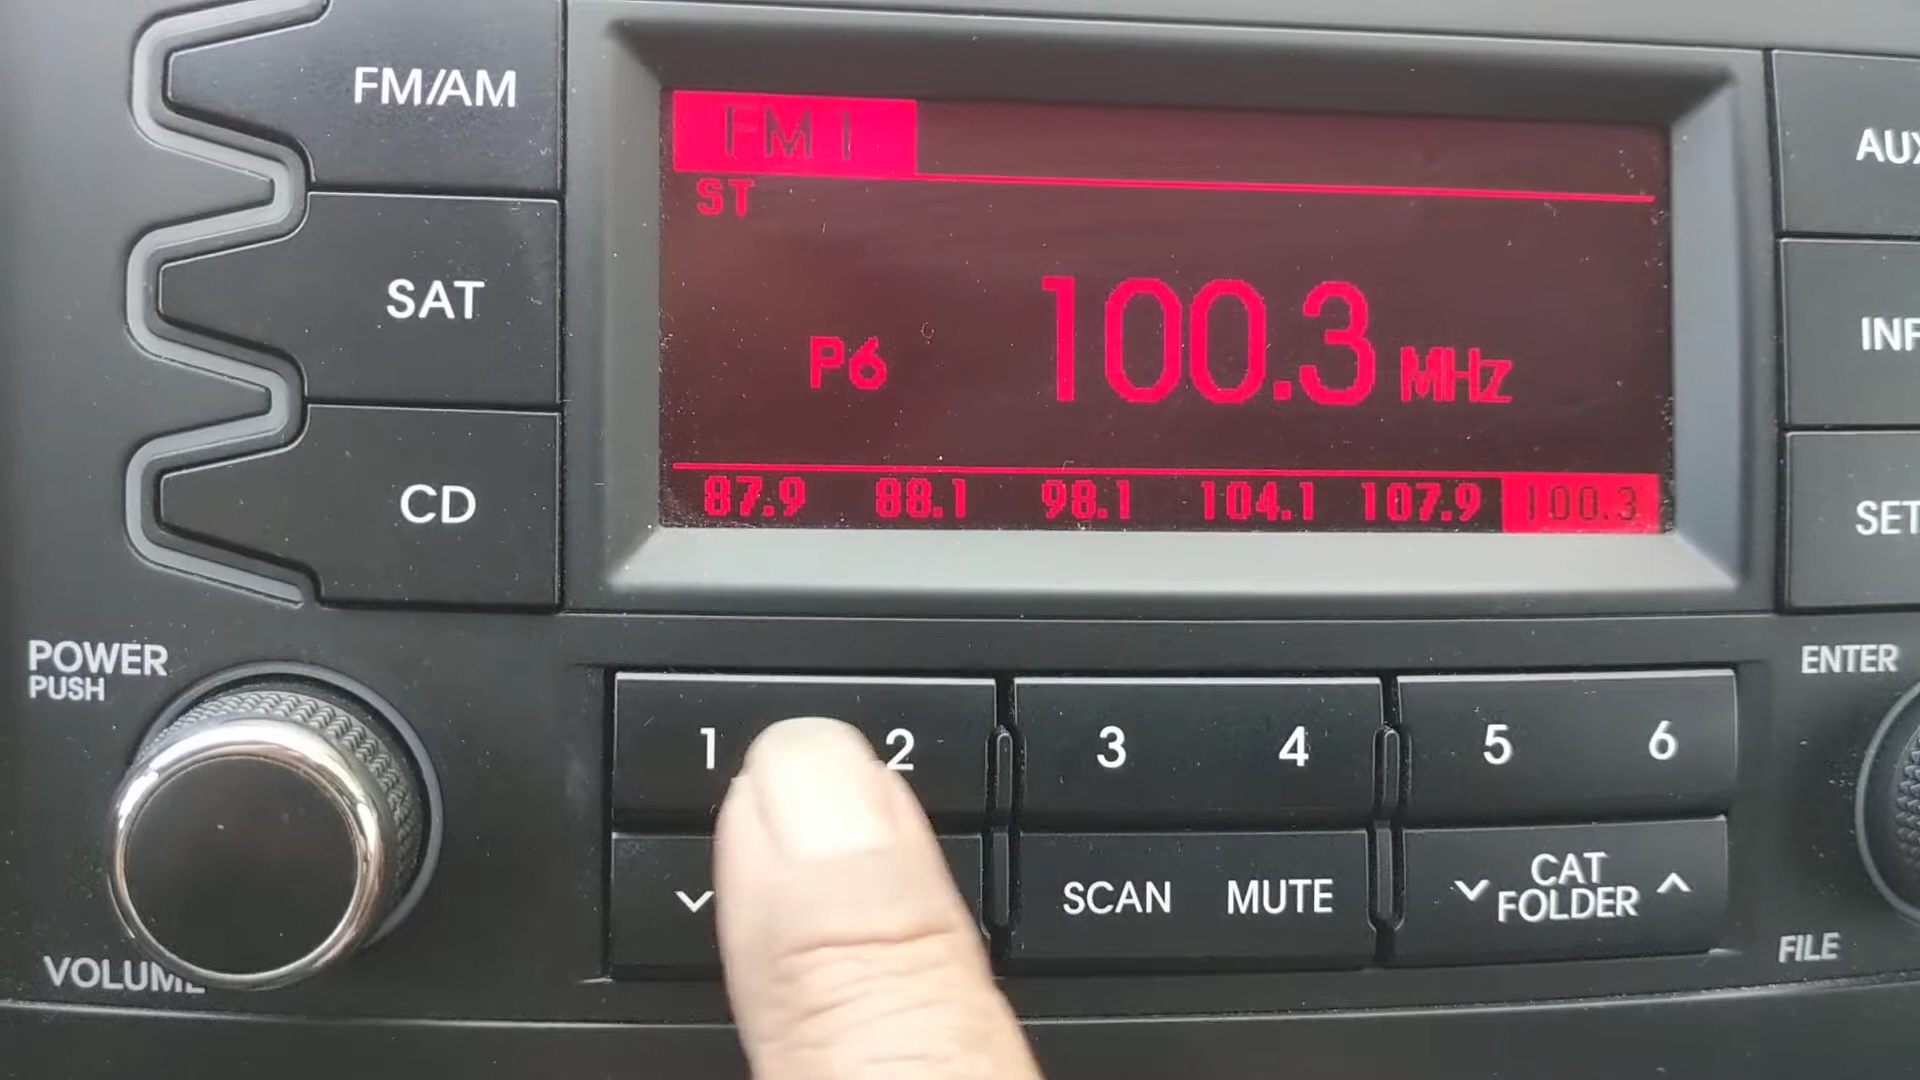 FM/AM
SAT
CD
FM1
ST
P6 100.3 MHz
87.9 88.1 98.1 104.1 107.9 100.3
AUX
INF
SET
POWER
PUSH
VOLUME
1 2 3 4 5 6
SCAN MUTE
CAT
FOLDER
ENTER
FILE